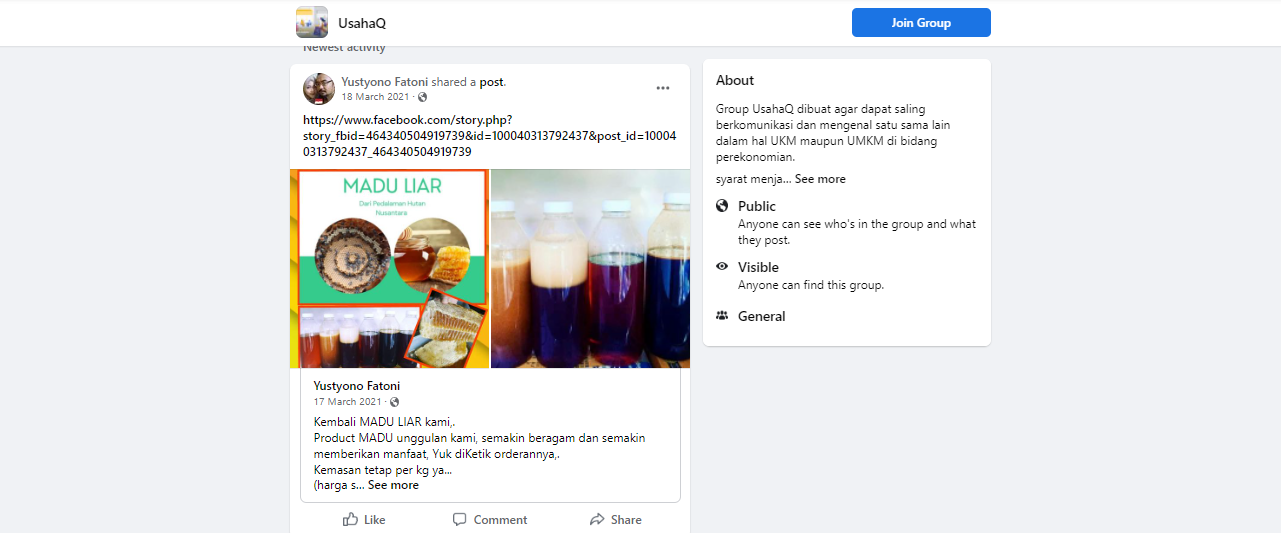 UsahaQ
Join Group
Newest activity
Yustyono Fatoni shared a post.
18 March 2021 ·
https://www.facebook.com/story.php?
story_fbid=464340504919739&id=100040313792437&post_id=10004
0313792437_464340504919739
MADU LIAR
Dari Pedalaman Hutan
Nusantara
Yustyono Fatoni
17 March 2021 ·
Kembali MADU LIAR kami,.
Product MADU unggulan kami, semakin beragam dan semakin
memberikan manfaat, Yuk diKetik orderannya,.
Kemasan tetap per kg ya...
(harga s... See more
Like
Comment
Share
About
Group UsahaQ dibuat agar dapat saling
berkomunikasi dan mengenal satu sama lain
dalam hal UKM maupun UMKM di bidang
perekonomian.
syarat menja... See more
Public
Anyone can see who's in the group and what
they post.
Visible
Anyone can find this group.
General